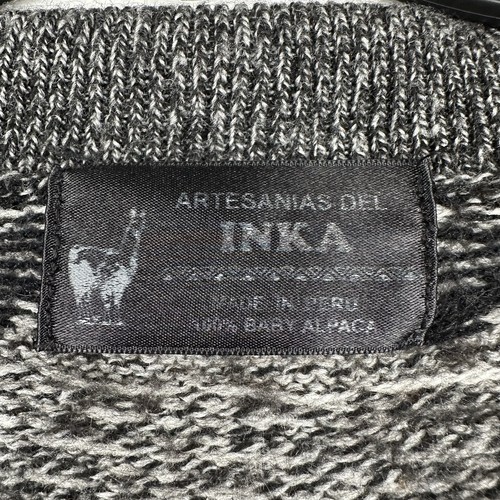 ARTESANIAS DEL
INKA
MADE IN PERU
100% BABY ALPACA